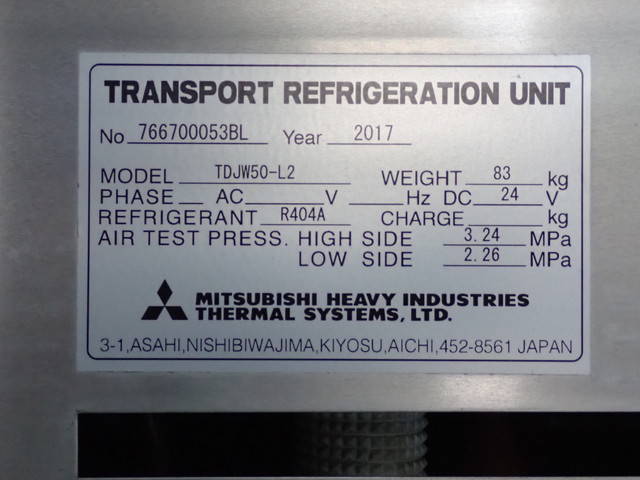 TRANSPORT REFRIGERATION UNIT
No 766700053BL Year 2017
MODEL TDJW50-L2 WEIGHT 83 kg
PHASE AC V Hz DC 24 V
REFRIGERANT R404A CHARGE kg
AIR TEST PRESS. HIGH SIDE 3.24 MPa
LOW SIDE 2.26 MPa
MITSUBISHI HEAVY INDUSTRIES
THERMAL SYSTEMS, LTD.
3-1,ASAHI,NISHIBIWAJIMA,KIYOSU,AICHI,452-8561 JAPAN